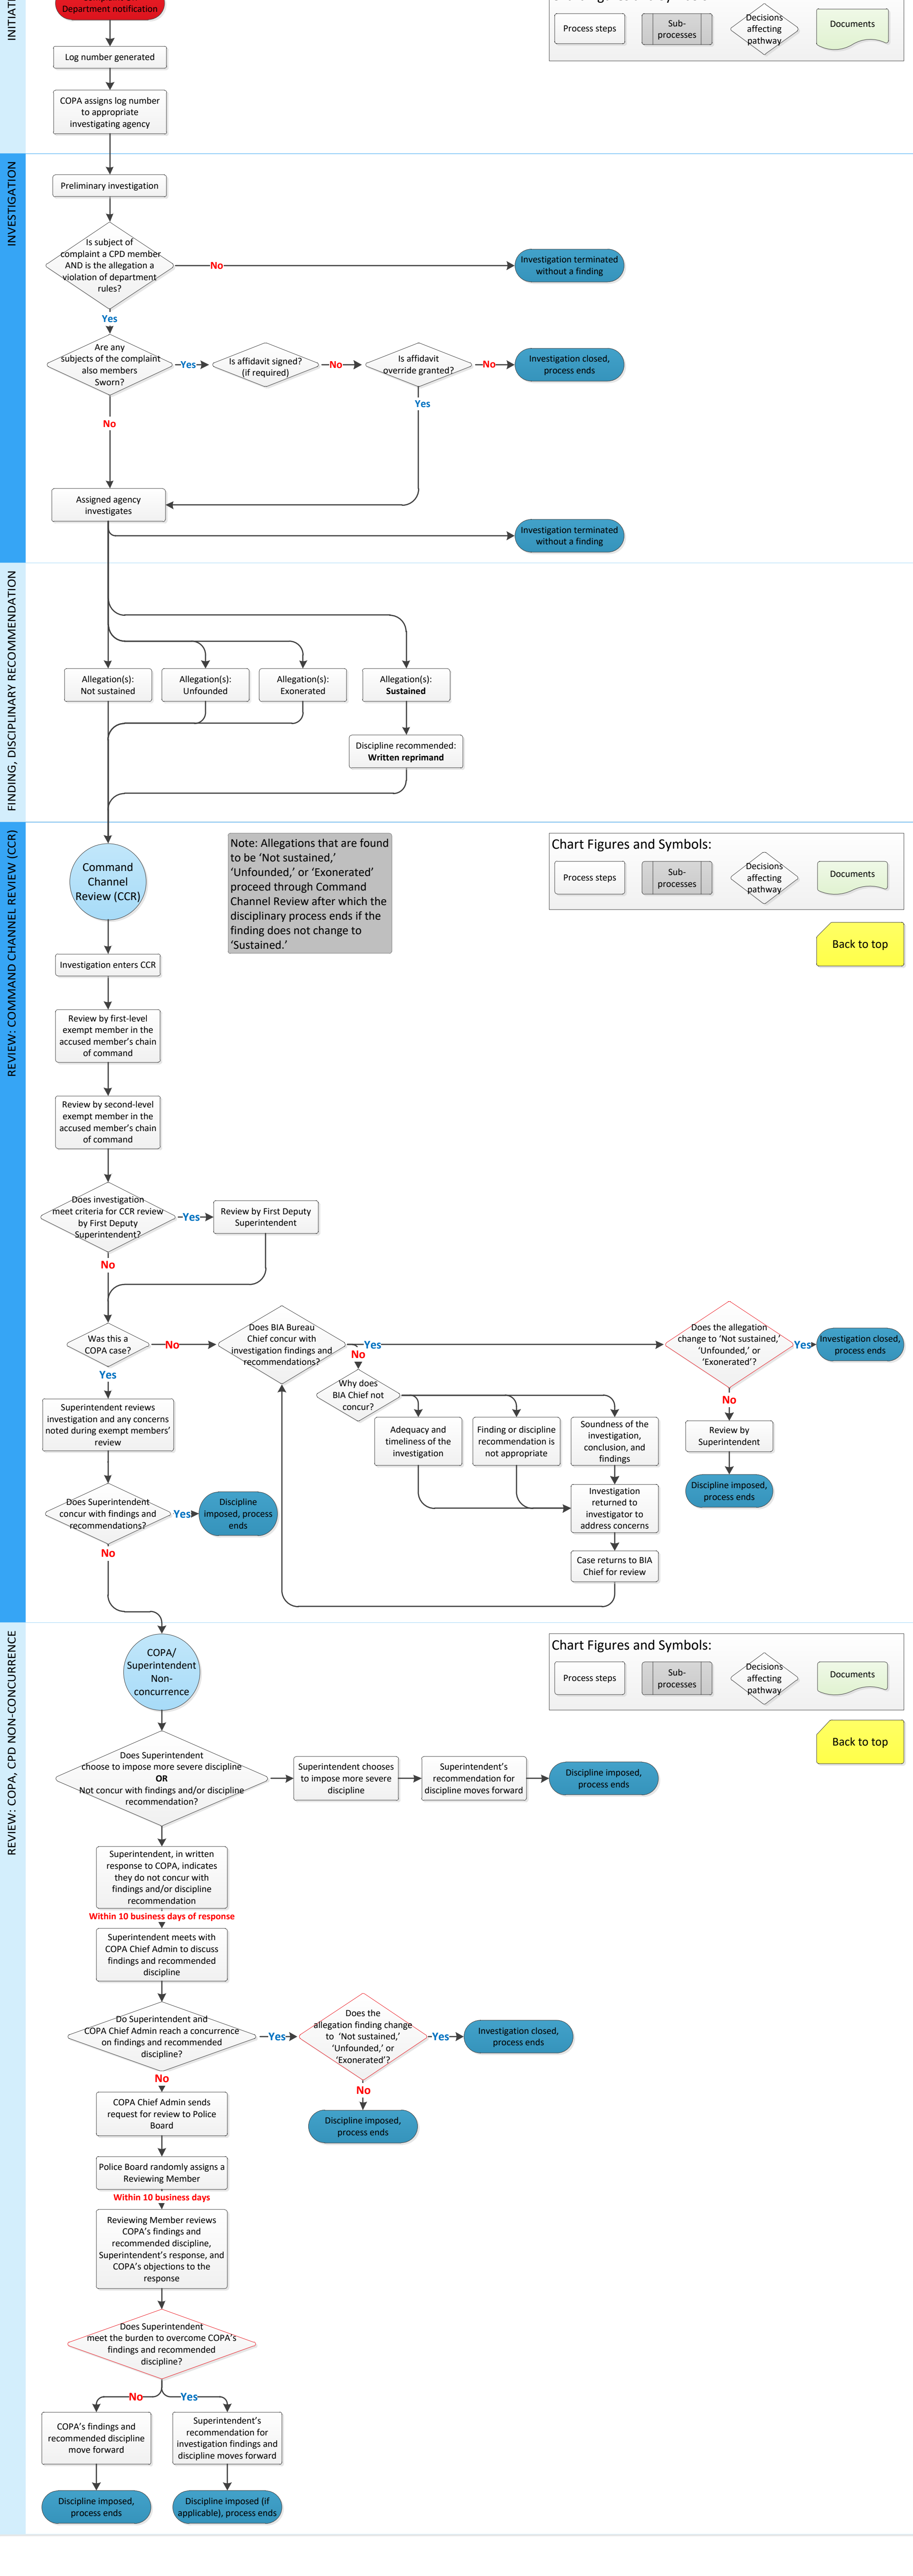 INITIATI
Department notification
Log number generated
COPA assigns log number
to appropriate
investigating agency
Process steps
Sub-
processes
Decisions
affecting
pathway
Documents
INVESTIGATION
Preliminary investigation
Is subject of
complaint a CPD member
AND is the allegation a
violation of department
rules?
No
Investigation terminated
without a finding
Yes
Are any
subjects of the complaint
also members
Sworn?
Yes
Is affidavit signed?
(if required)
No
Is affidavit
override granted?
No
Investigation closed,
process ends
Yes
No
Assigned agency
investigates
Investigation terminated
without a finding
FINDING, DISCIPLINARY RECOMMENDATION
Allegation(s):
Not sustained
Allegation(s):
Unfounded
Allegation(s):
Exonerated
Allegation(s):
Sustained
Discipline recommended:
Written reprimand
REVIEW: COMMAND CHANNEL REVIEW (CCR)
Command
Channel
Review (CCR)
Note: Allegations that are found
to be ‘Not sustained,’
‘Unfounded,’ or ‘Exonerated’
proceed through Command
Channel Review after which the
disciplinary process ends if the
finding does not change to
‘Sustained.’
Chart Figures and Symbols:
Process steps
Sub-
processes
Decisions
affecting
pathway
Documents
Back to top
Investigation enters CCR
Review by first-level
exempt member in the
accused member’s chain
of command
Review by second-level
exempt member in the
accused member’s chain
of command
Does investigation
meet criteria for CCR review
by First Deputy
Superintendent?
Yes
Review by First Deputy
Superintendent
No
Was this a
COPA case?
No
Does BIA Bureau
Chief concur with
investigation findings and
recommendations?
Yes
Does the allegation
change to ‘Not sustained,’
‘Unfounded,’ or
‘Exonerated’?
Yes
Investigation closed,
process ends
No
Why does
BIA Chief not
concur?
Yes
Superintendent reviews
investigation and any concerns
noted during exempt members’
review
Adequacy and
timeliness of the
investigation
Finding or discipline
recommendation is
not appropriate
Soundness of the
investigation,
conclusion, and
findings
No
Review by
Superintendent
Discipline imposed,
process ends
Does Superintendent
concur with findings and
recommendations?
Yes
Discipline
imposed, process
ends
Investigation
returned to
investigator to
address concerns
Case returns to BIA
Chief for review
No
REVIEW: COPA, CPD NON-CONCURRENCE
COPA/
Superintendent
Non-
concurrence
Chart Figures and Symbols:
Process steps
Sub-
processes
Decisions
affecting
pathway
Documents
Back to top
Does Superintendent
choose to impose more severe discipline
OR
Not concur with findings and/or discipline
recommendation?
Superintendent chooses
to impose more severe
discipline
Superintendent’s
recommendation for
discipline moves forward
Discipline imposed,
process ends
Superintendent, in written
response to COPA, indicates
they do not concur with
findings and/or discipline
recommendation
Within 10 business days of response
Superintendent meets with
COPA Chief Admin to discuss
findings and recommended
discipline
Do Superintendent and
COPA Chief Admin reach a concurrence
on findings and recommended
discipline?
Yes
Does the
allegation finding change
to ‘Not sustained,’
‘Unfounded,’ or
‘Exonerated’?
Yes
Investigation closed,
process ends
No
Discipline imposed,
process ends
No
COPA Chief Admin sends
request for review to Police
Board
Police Board randomly assigns a
Reviewing Member
Within 10 business days
Reviewing Member reviews
COPA’s findings and
recommended discipline,
Superintendent’s response, and
COPA’s objections to the
response
Does Superintendent
meet the burden to overcome COPA’s
findings and recommended
discipline?
No
Yes
COPA’s findings and
recommended discipline
move forward
Superintendent’s
recommendation for
investigation findings and
discipline moves forward
Discipline imposed,
process ends
Discipline imposed (if
applicable), process ends